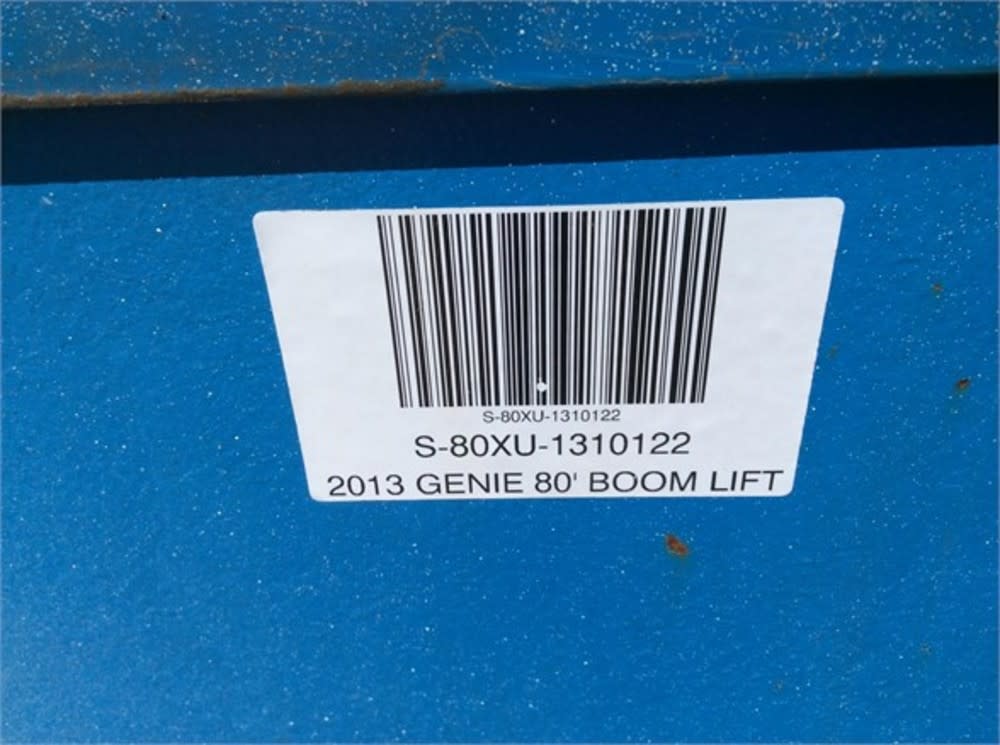 S-80XU-1310122
S-80XU-1310122
2013 GENIE 80' BOOM LIFT